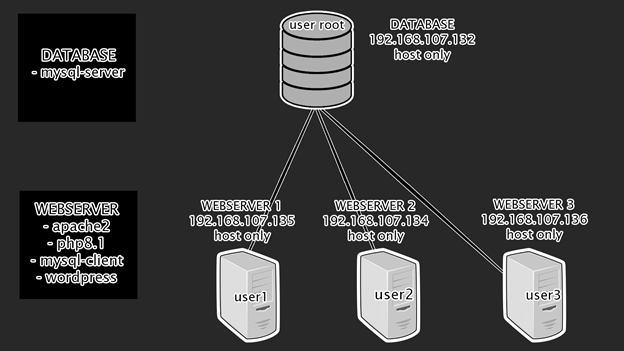 user root
DATABASE
192.168.107.132
host only
DATABASE
- mysql-server
WEBSERVER
- apache2
- php8.1
- mysql-client
- wordpress
WEBSERVER 1
192.168.107.135
host only
user1
WEBSERVER 2
192.168.107.134
host only
user2
WEBSERVER 3
192.168.107.136
host only
user3